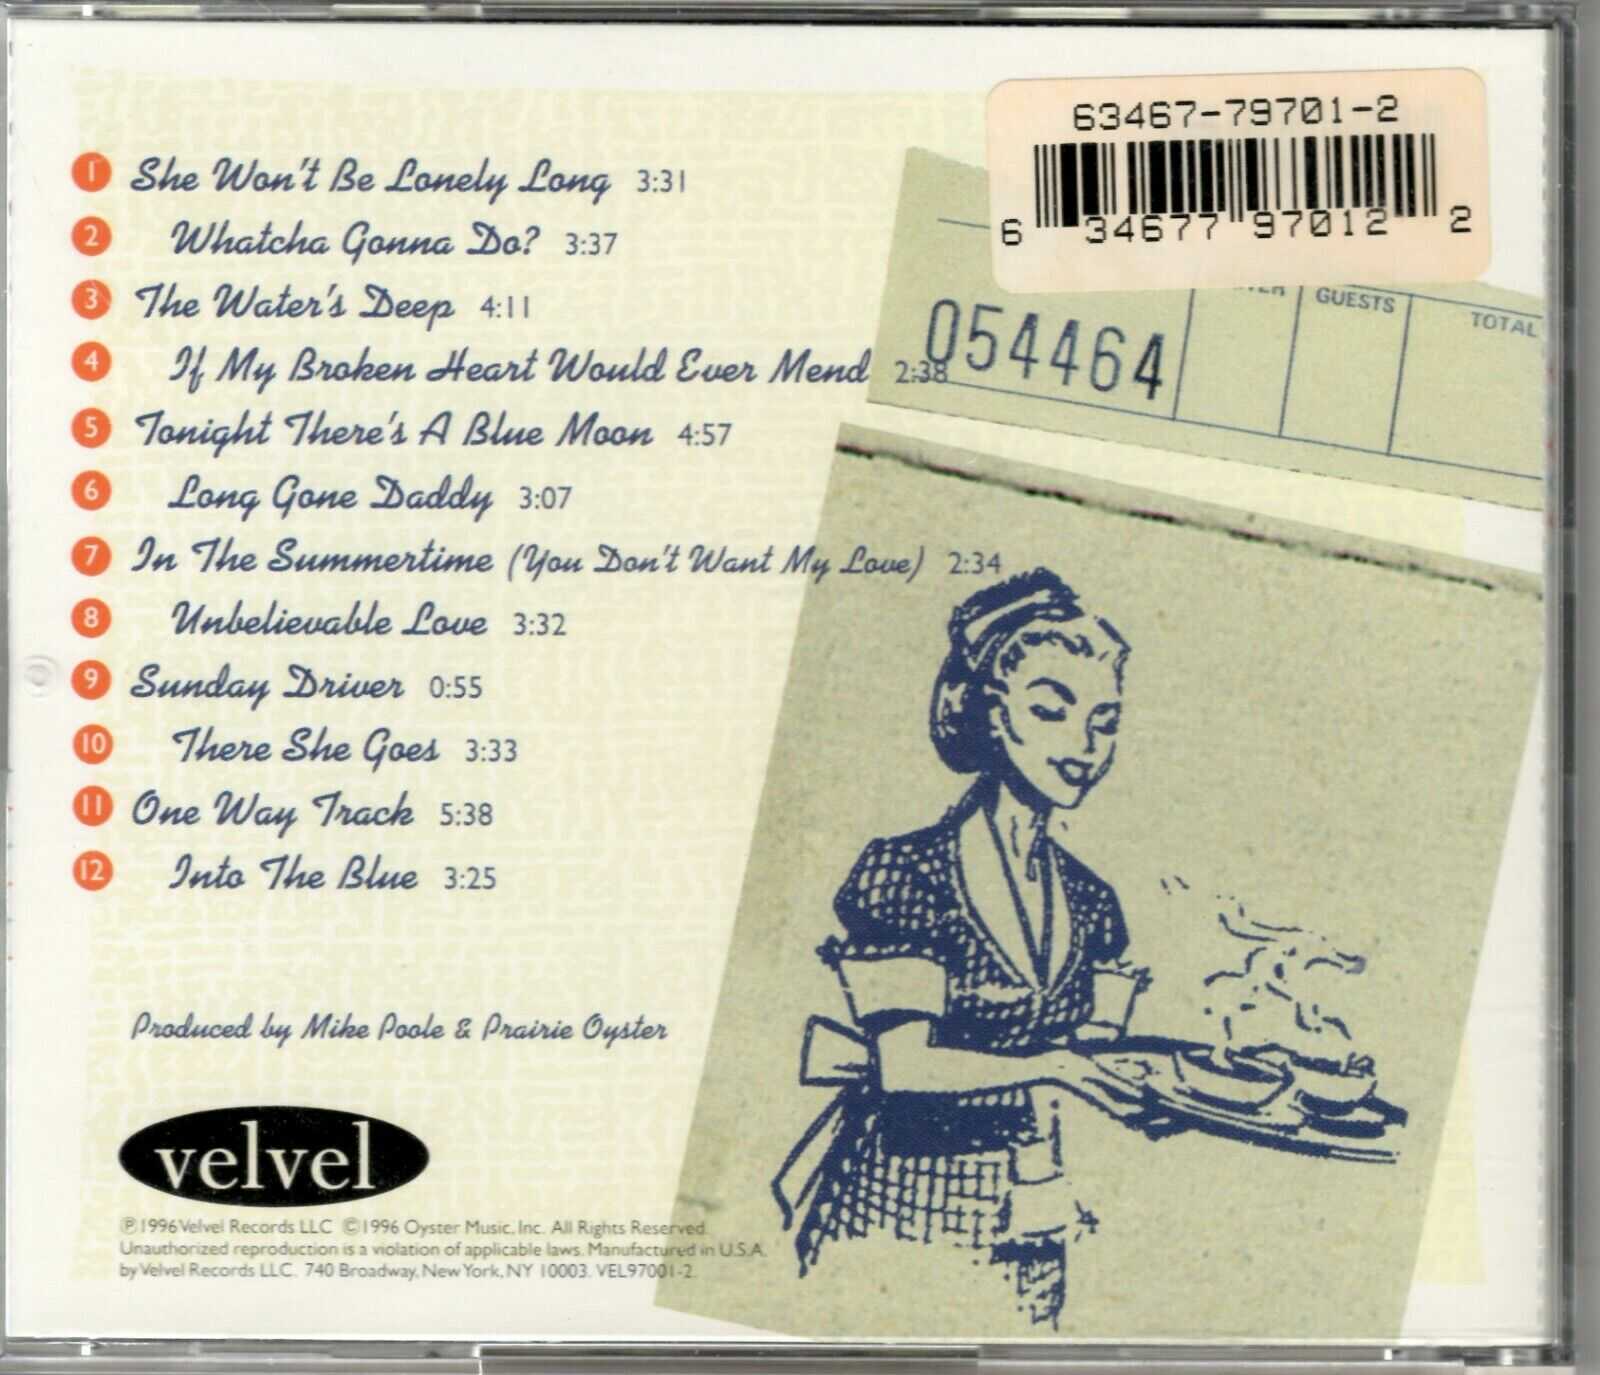 63467-79701-2
6 34677 97012 2
1 She Won't Be Lonely Long 3:31
2 Whatcha Gonna Do? 3:37
3 The Water's Deep 4:11
4 If My Broken Heart Would Ever Mend 2:38
5 Tonight There's A Blue Moon 4:57
6 Long Gone Daddy 3:07
7 In The Summertime (You Don't Want My Love) 2:34
8 Unbelievable Love 3:32
9 Sunday Driver 0:55
10 There She Goes 3:33
11 One Way Track 5:38
12 Into The Blue 3:25
GUESTS
TOTAL
054464
Produced by Mike Poole & Prairie Oyster
velvel
℗1996 Velvel Records LLC ©1996 Oyster Music, Inc. All Rights Reserved.
Unauthorized reproduction is a violation of applicable laws. Manufactured in U.S.A.
by Velvel Records LLC. 740 Broadway, New York, NY 10003. VEL97001-2.